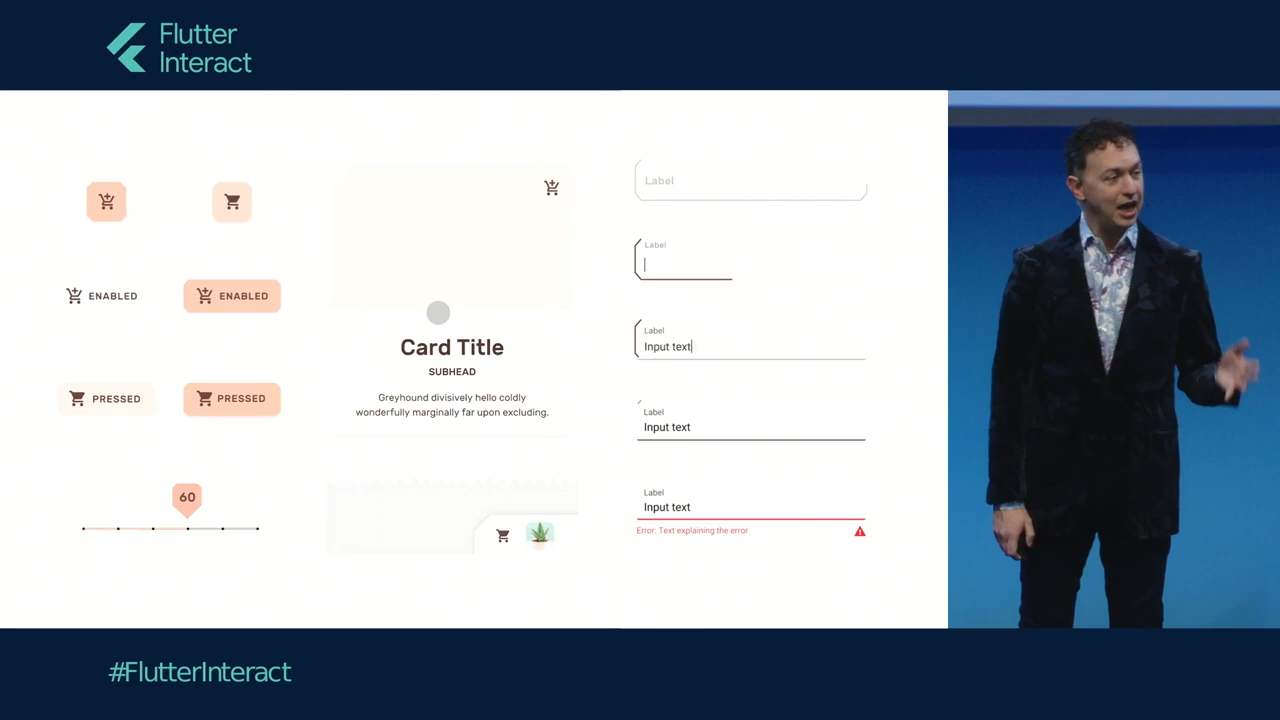 Flutter
Interact
ENABLED
ENABLED
PRESSED
PRESSED
60
Card Title
SUBHEAD
Greyhound divisively hello coldly
wonderfully marginally far upon excluding.
Label
Label
Label
Input text
Label
Input text
Label
Input text
Error: Text explaining the error
#FlutterInteract